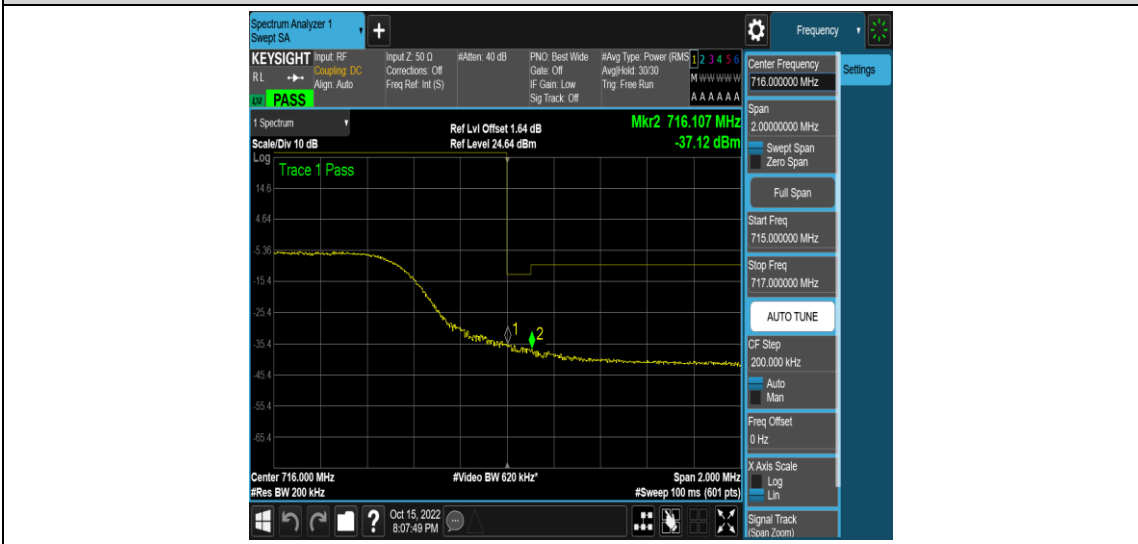 Spectrum Analyzer 1
Swept SA
+
Frequency
KEYSIGHT
RL
PASS
Input: RF
Coupling: DC
Align: Auto
Input Z: 50 Ω
Corrections: Off
Freq Ref: Int (S)
#Atten: 40 dB
PNO: Best Wide
Gate: Off
IF Gain: Low
Sig Track: Off
#Avg Type: Power (RMS
Avg|Hold: 30/30
Trig: Free Run
1 2 3 4 5 6
M W W W W W
A A A A A A
1 Spectrum
Scale/Div 10 dB
Ref Lvl Offset 1.64 dB
Ref Level 24.64 dBm
Mkr2 716.107 MHz
-37.12 dBm
Log
Trace 1 Pass
14.6
4.64
-5.36
-15.4
-25.4
-35.4
-45.4
-55.4
-65.4
1
2
Center 716.000 MHz
#Res BW 200 kHz
#Video BW 620 kHz*
Span 2.000 MHz
#Sweep 100 ms (601 pts)
Center Frequency
716.000000 MHz
Settings
Span
2.00000000 MHz
Swept Span
Zero Span
Full Span
Start Freq
715.000000 MHz
Stop Freq
717.000000 MHz
AUTO TUNE
CF Step
200.000 kHz
Auto
Man
Freq Offset
0 Hz
X Axis Scale
Log
Lin
Signal Track
(Span Zoom)
?
Oct 15, 2022
8:07:49 PM